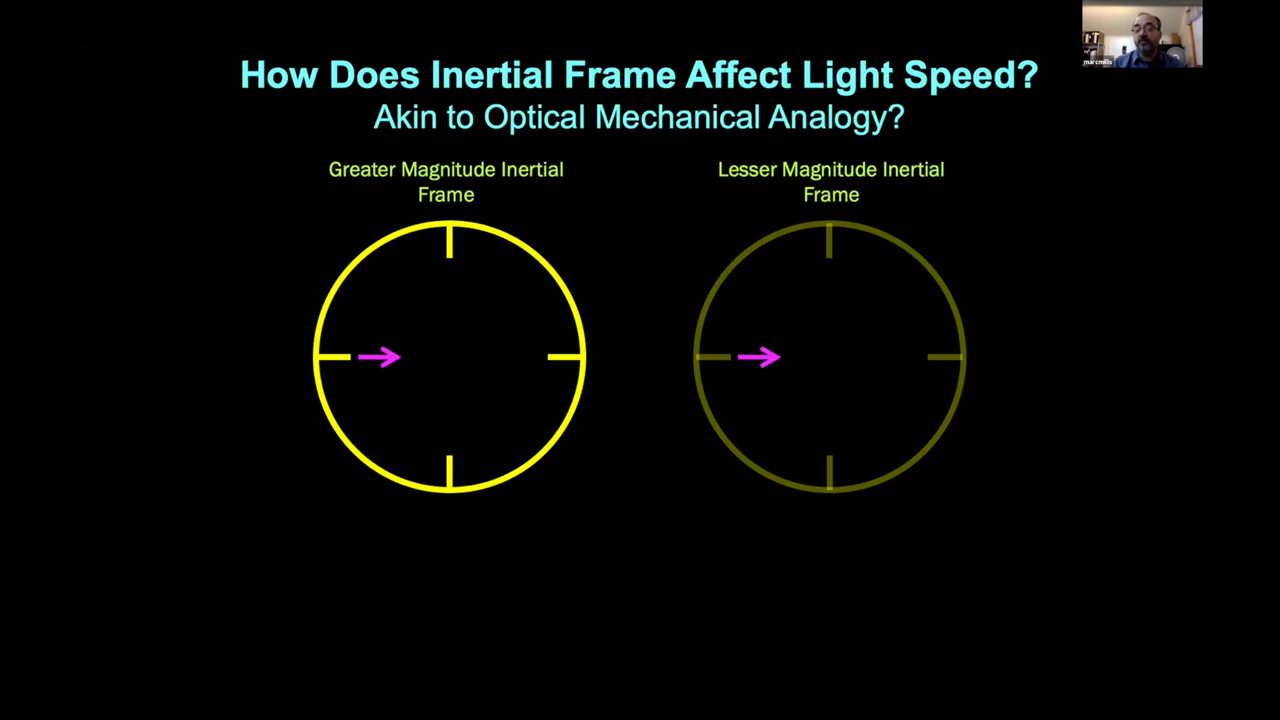 marcmillis
How Does Inertial Frame Affect Light Speed?
Akin to Optical Mechanical Analogy?
Greater Magnitude Inertial
Frame
Lesser Magnitude Inertial
Frame